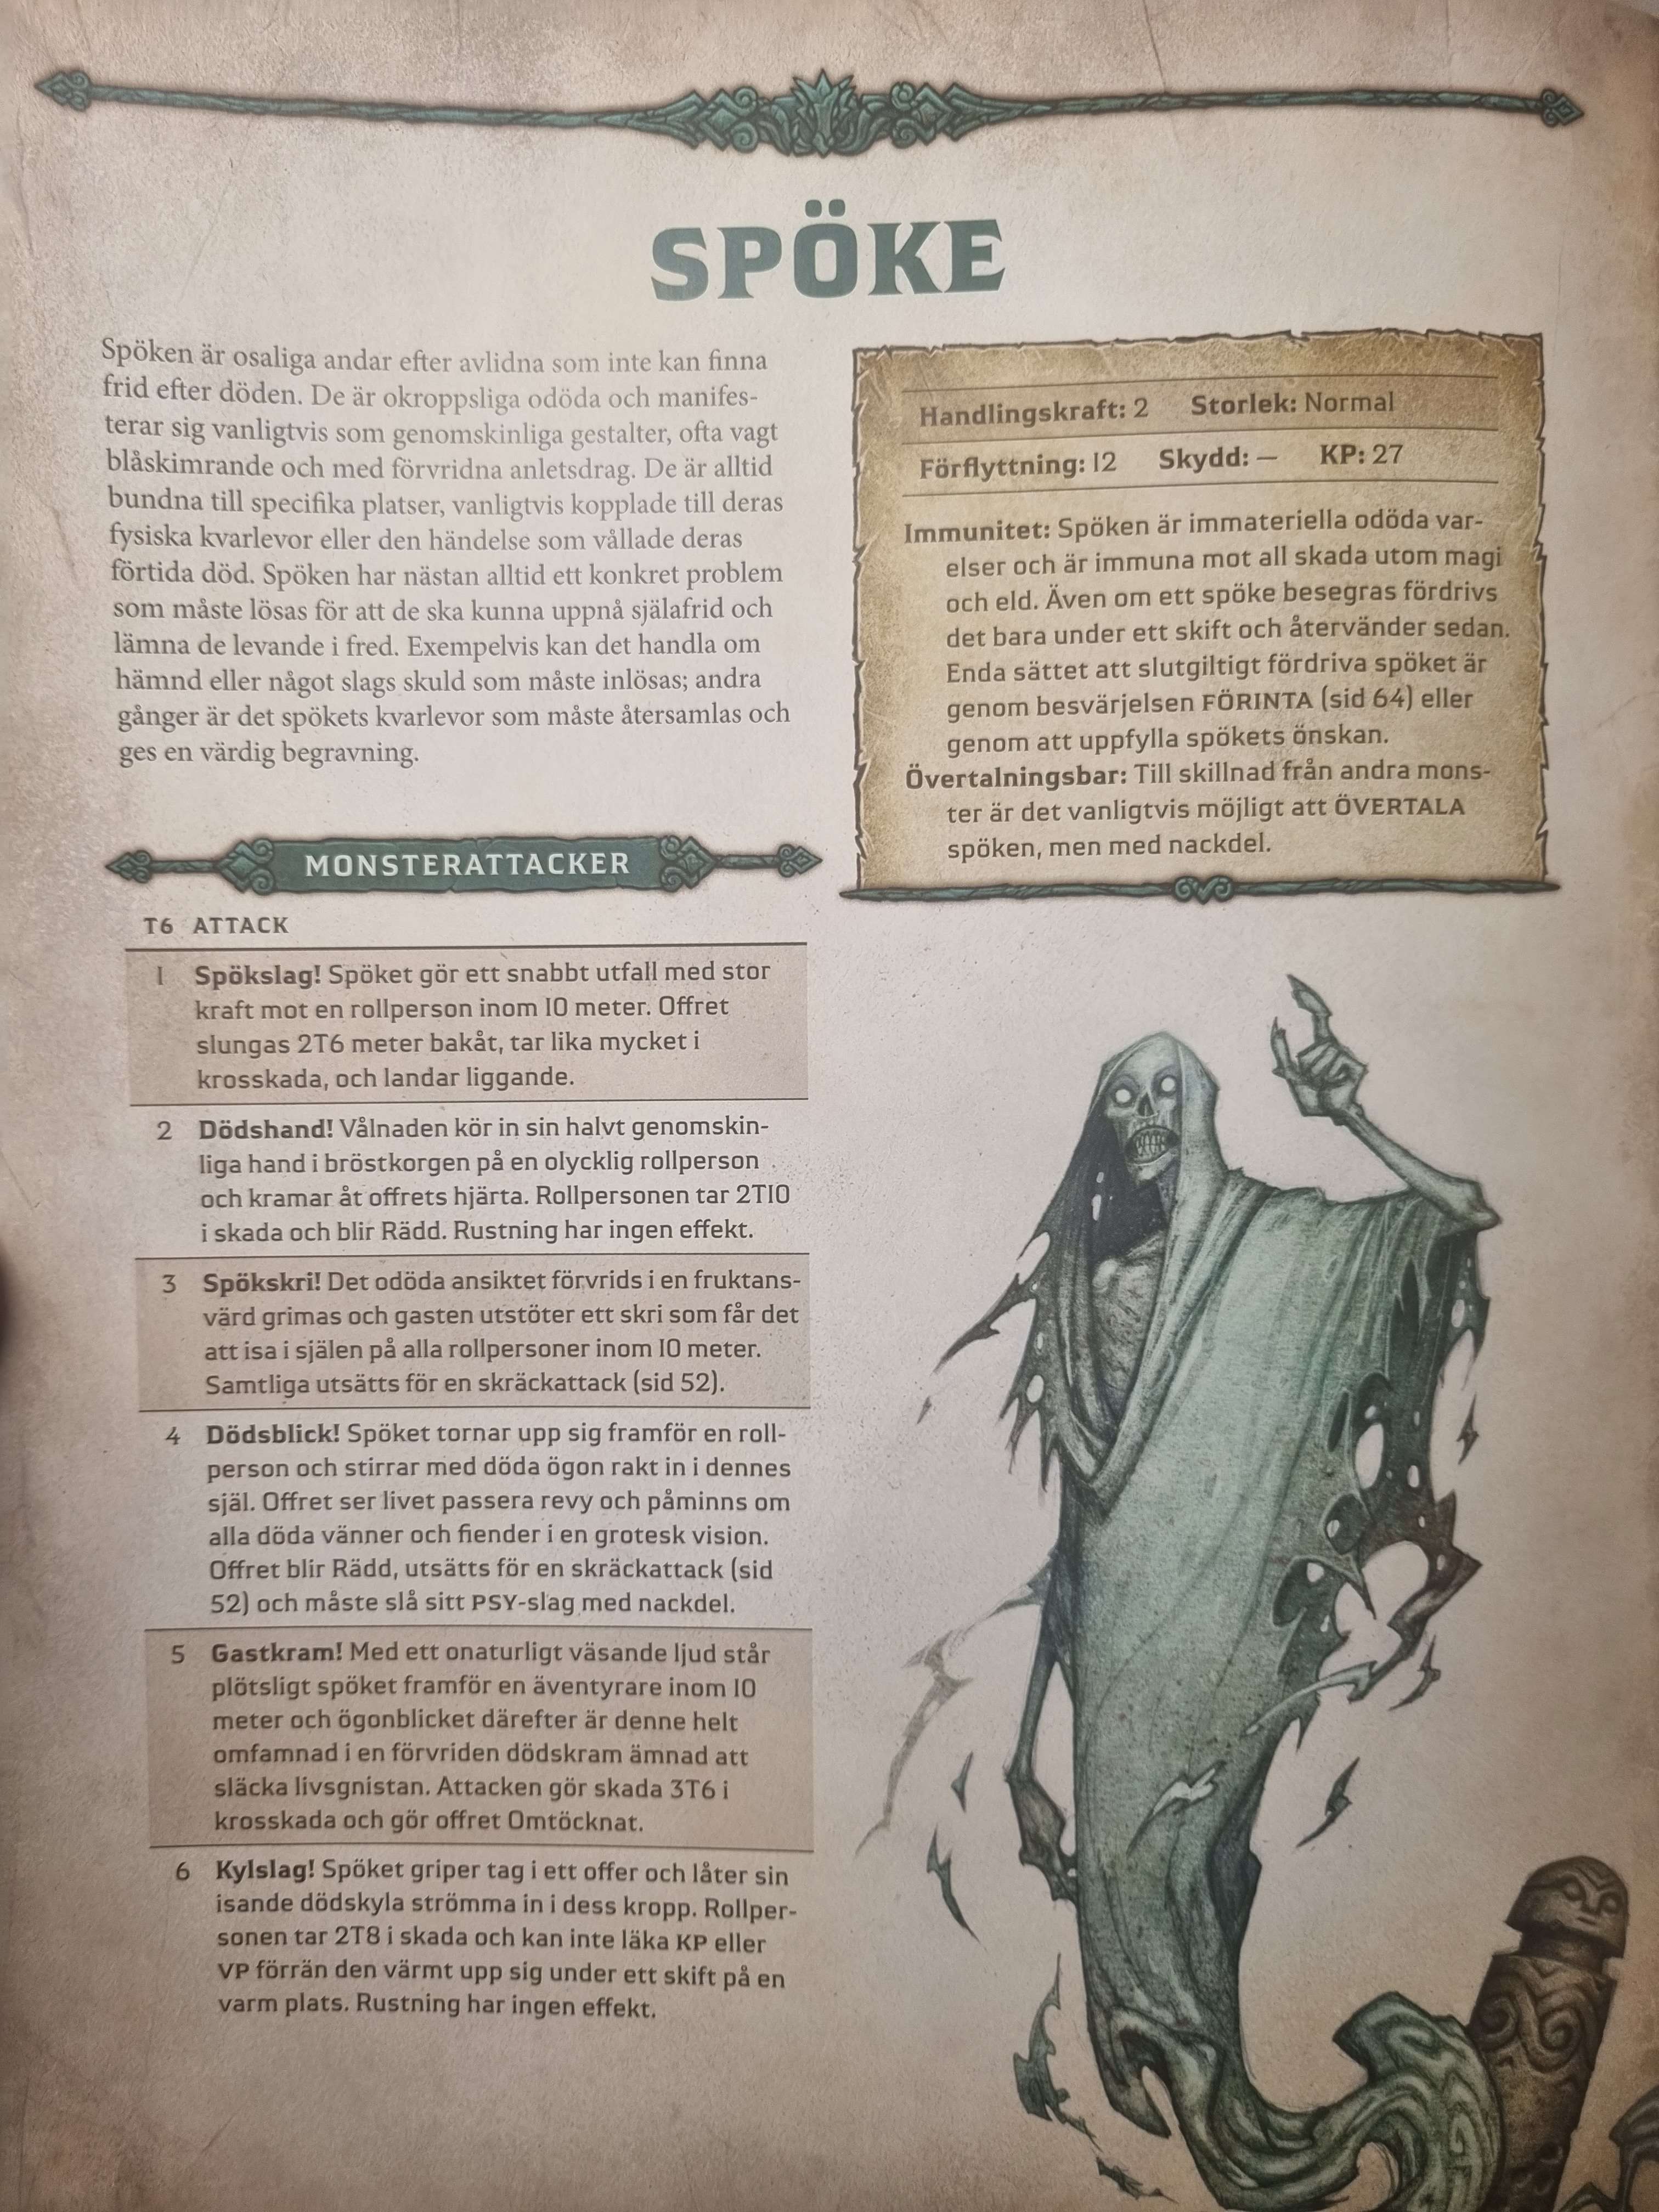 SPÖKE
Spöken är osaliga andar efter avlidna som inte kan finna
frid efter döden. De är okroppsliga odöda och manifes-
terar sig vanligtvis som genomskinliga gestalter, ofta vagt
blåskimrande och med förvridna anletsdrag. De är alltid
bundna till specifika platser, vanligtvis kopplade till deras
fysiska kvarlevor eller den händelse som vållade deras
förtida död. Spöken har nästan alltid ett konkret problem
som måste lösas för att de ska kunna uppnå själafrid och
lämna de levande i fred. Exempelvis kan det handla om
hämnd eller något slags skuld som måste inlösas; andra
gånger är det spökets kvarlevor som måste återsamlas och
ges en värdig begravning.
MONSTERATTACKER
T6 ATTACK
1 Spökslag! Spöket gör ett snabbt utfall med stor
kraft mot en rollperson inom 10 meter. Offret
slungas 2T6 meter bakåt, tar lika mycket i
krosskada, och landar liggande.
2 Dödshand! Vålnaden kör in sin halvt genomskin-
liga hand i bröstkorgen på en olycklig rollperson
och kramar åt offrets hjärta. Rollpersonen tar 2T10
i skada och blir Rädd. Rustning har ingen effekt.
3 Spökskri! Det odöda ansiktet förvrids i en fruktans-
värd grimas och gasten utstöter ett skri som får det
att isa i själen på alla rollpersoner inom 10 meter.
Samtliga utsätts för en skräckattack (sid 52).
4 Dödsblick! Spöket tornar upp sig framför en roll-
person och stirrar med döda ögon rakt in i dennes
själ. Offret ser livet passera revy och påminns om
alla döda vänner och fiender i en grotesk vision.
Offret blir Rädd, utsätts för en skräckattack (sid
52) och måste slå sitt PSY-slag med nackdel.
5 Gastkram! Med ett onaturligt väsande ljud står
plötsligt spöket framför en äventyrare inom 10
meter och ögonblicket därefter är denne helt
omfamnad i en förvriden dödskram ämnad att
släcka livsgnistan. Attacken gör skada 3T6 i
krosskada och gör offret Omtöcknat.
6 Kylslag! Spöket griper tag i ett offer och låter sin
isande dödskyla strömma in i dess kropp. Rollper-
sonen tar 2T8 i skada och kan inte läka KP eller
VP förrän den värmt upp sig under ett skift på en
varm plats. Rustning har ingen effekt.
Handlingskraft: 2 Storlek: Normal
Förflyttning: 12 Skydd: — KP: 27
Immunitet: Spöken är immateriella odöda var-
elser och är immuna mot all skada utom magi
och eld. Även om ett spöke besegras fördrivs
det bara under ett skift och återvänder sedan.
Enda sättet att slutgiltigt fördriva spöket är
genom besvärjelsen FÖRINTA (sid 64) eller
genom att uppfylla spökets önskan.
Övertalningsbar: Till skillnad från andra mons-
ter är det vanligtvis möjligt att ÖVERTALA
spöken, men med nackdel.